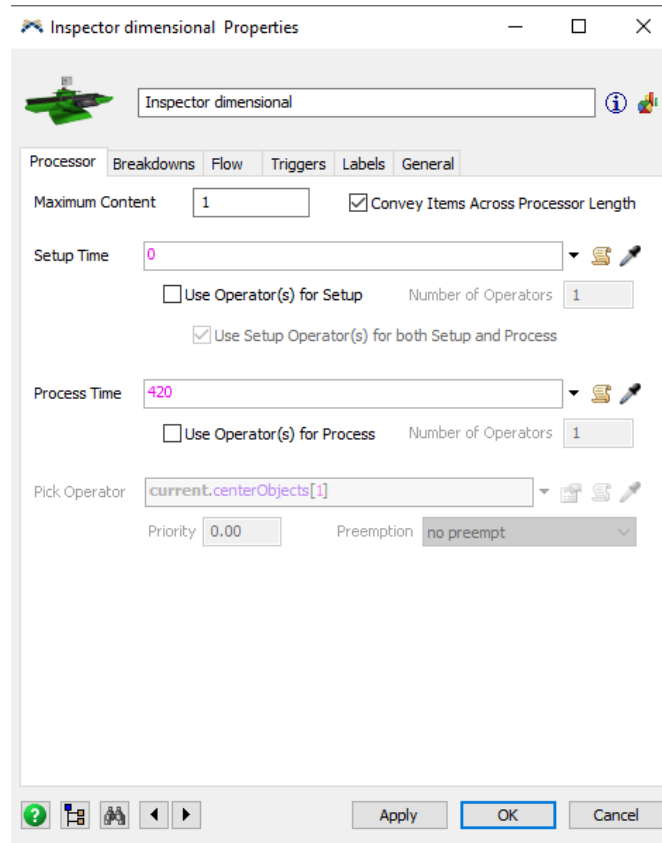 Inspector dimensional Properties
Inspector dimensional
Processor Breakdowns Flow Triggers Labels General
Maximum Content 1 Convey Items Across Processor Length
Setup Time 0
Use Operator(s) for Setup Number of Operators 1
Use Setup Operator(s) for both Setup and Process
Process Time 420
Use Operator(s) for Process Number of Operators 1
Pick Operator current.centerObjects[1]
Priority 0.00 Preemption no preempt
Apply OK Cancel